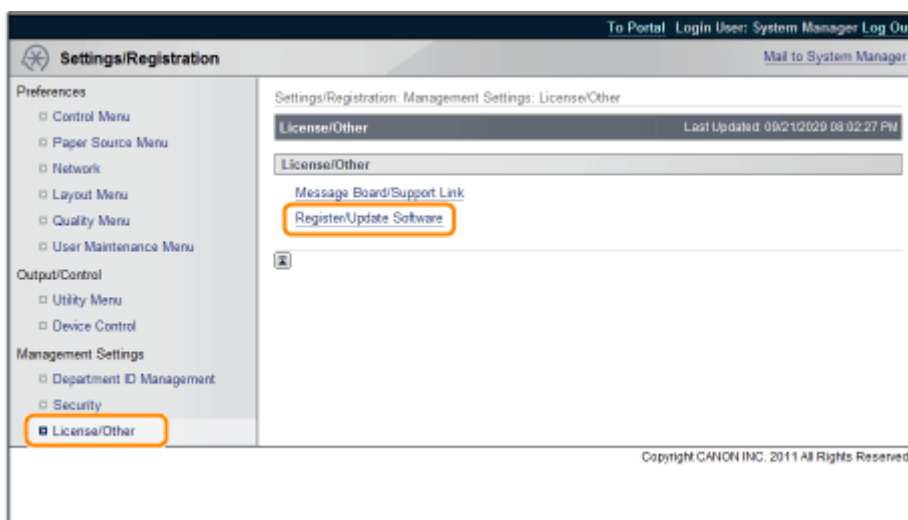 To Portal Login User: System Manager Log Ou
Settings/Registration
Mail to System Manager
Preferences
Control Menu
Paper Source Menu
Network
Layout Menu
Quality Menu
User Maintenance Menu
Output/Control
Utility Menu
Device Control
Management Settings
Department ID Management
Security
License/Other
Settings/Registration: Management Settings: License/Other
License/Other
Last Updated: 09/21/2029 08:02:27 PM
License/Other
Message Board/Support Link
Register/Update Software
Copyright CANON INC. 2011 All Rights Reserved